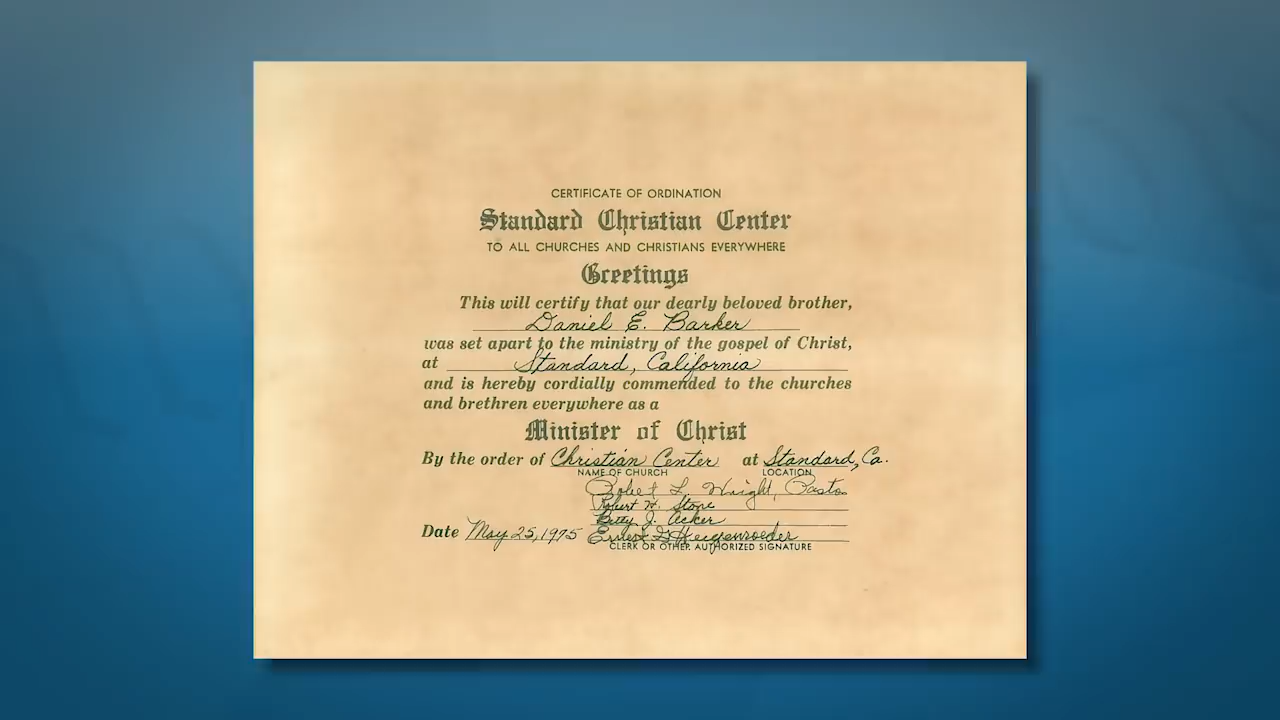 CERTIFICATE OF ORDINATION
Standard Christian Center
TO ALL CHURCHES AND CHRISTIANS EVERYWHERE
Greetings
This will certify that our dearly beloved brother,
Daniel E. Barker
was set apart to the ministry of the gospel of Christ,
at Standard, California
and is hereby cordially commended to the churches
and brethren everywhere as a
Minister of Christ
By the order of Christian Center at Standard, Ca.
NAME OF CHURCH LOCATION
Robert L. Wright, Pastor
Robert H. Stone
Betty J. Acker
Date May 25, 1975 Ernest G. Heigenroeder
CLERK OR OTHER AUTHORIZED SIGNATURE